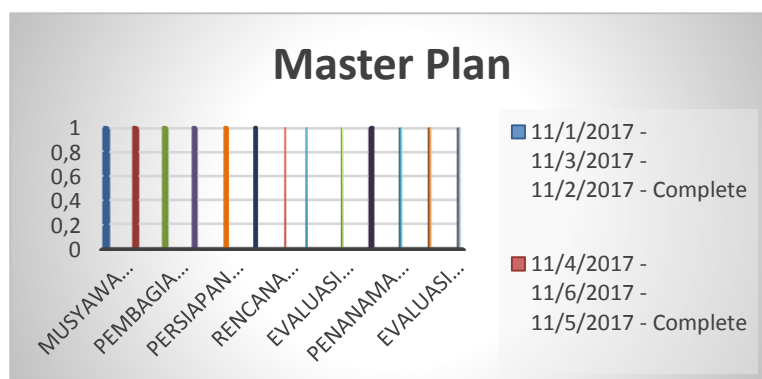 Master Plan
1
0,8
0,6
0,4
0,2
0
MUSYAWA...
PEMBAGIA...
PERSIAPAN...
RENCANA...
EVALUASI...
PENANAMA...
EVALUASI...
11/1/2017 -
11/3/2017 -
11/2/2017 - Complete
11/4/2017 -
11/6/2017 -
11/5/2017 - Complete